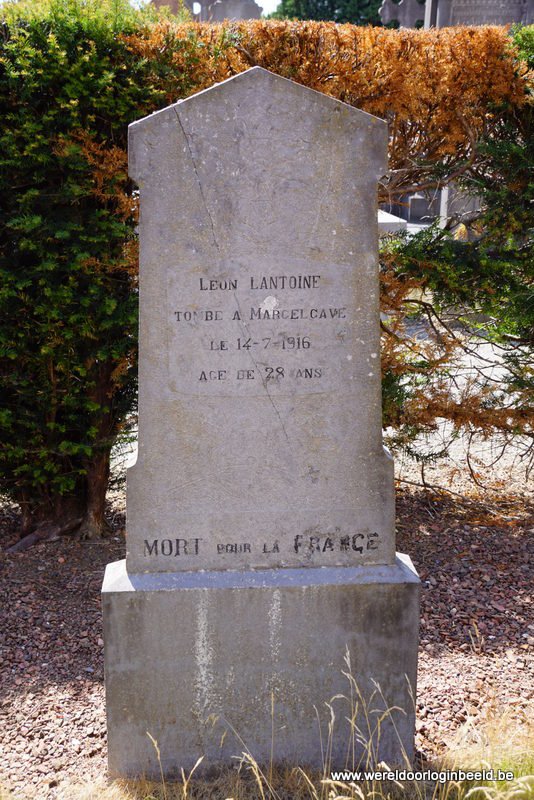 LEON LANTOINE
TOMBE A MARCELCAVE
LE 14-7-1916
AGE DE 28 ANS
MORT POUR LA FRANCE
www.wereldoorloginbeeld.be